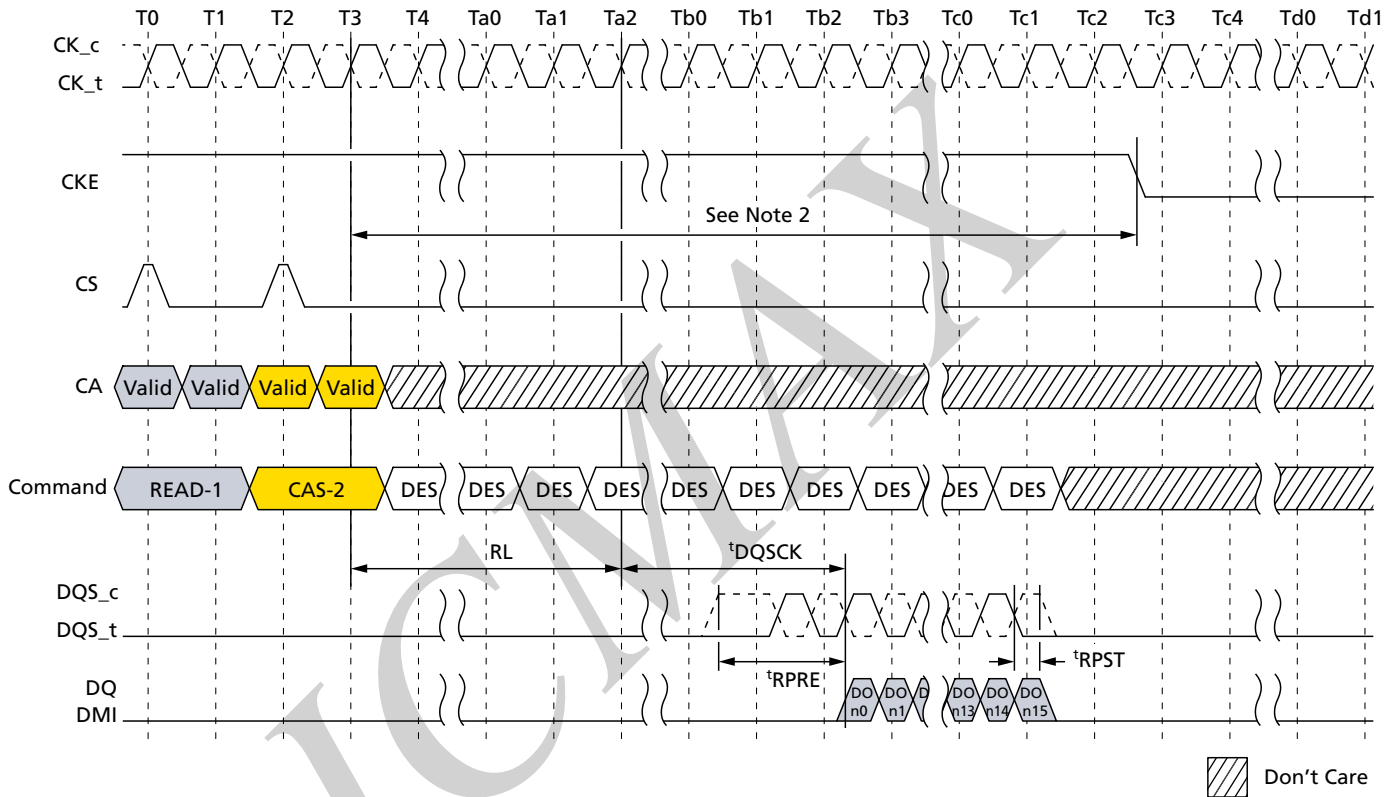 T0 T1 T2 T3 T4 Ta0 Ta1 Ta2 Tb0 Tb1 Tb2 Tb3 Tc0 Tc1 Tc2 Tc3 Tc4 Td0 Td1
CK_c
CK_t
CKE
See Note 2
CS
CA Valid Valid Valid Valid
Command READ-1 CAS-2 DES DES DES DES DES DES DES DES DES DES
RL tDQSCK
DQS_c
DQS_t
tRPRE tRPST
DQ DO DO D DO DO DO
DMI n0 n1 n13 n14 n15
Don't Care
ICMAX